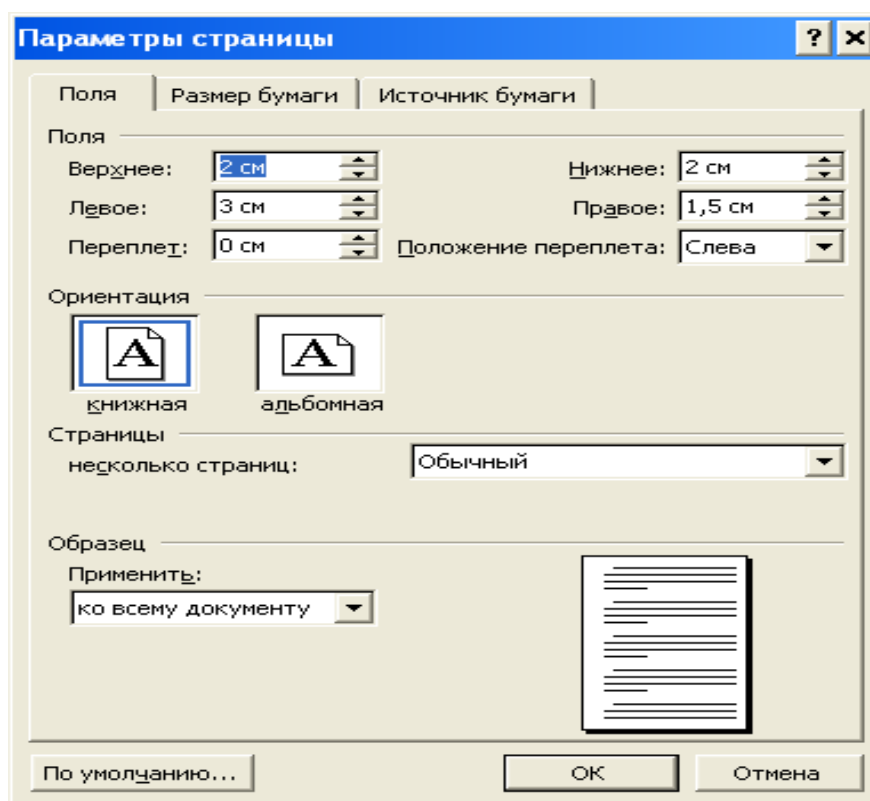 Параметры страницы
Поля Размер бумаги Источник бумаги
Поля
Верхнее: 2 см Нижнее: 2 см
Левое: 3 см Правое: 1,5 см
Переплет: 0 см Положение переплета: Слева
Ориентация
A A
книжная альбомная
Страницы
несколько страниц: Обычный
Образец
Применить:
ко всему документу
По умолчанию... ОК Отмена